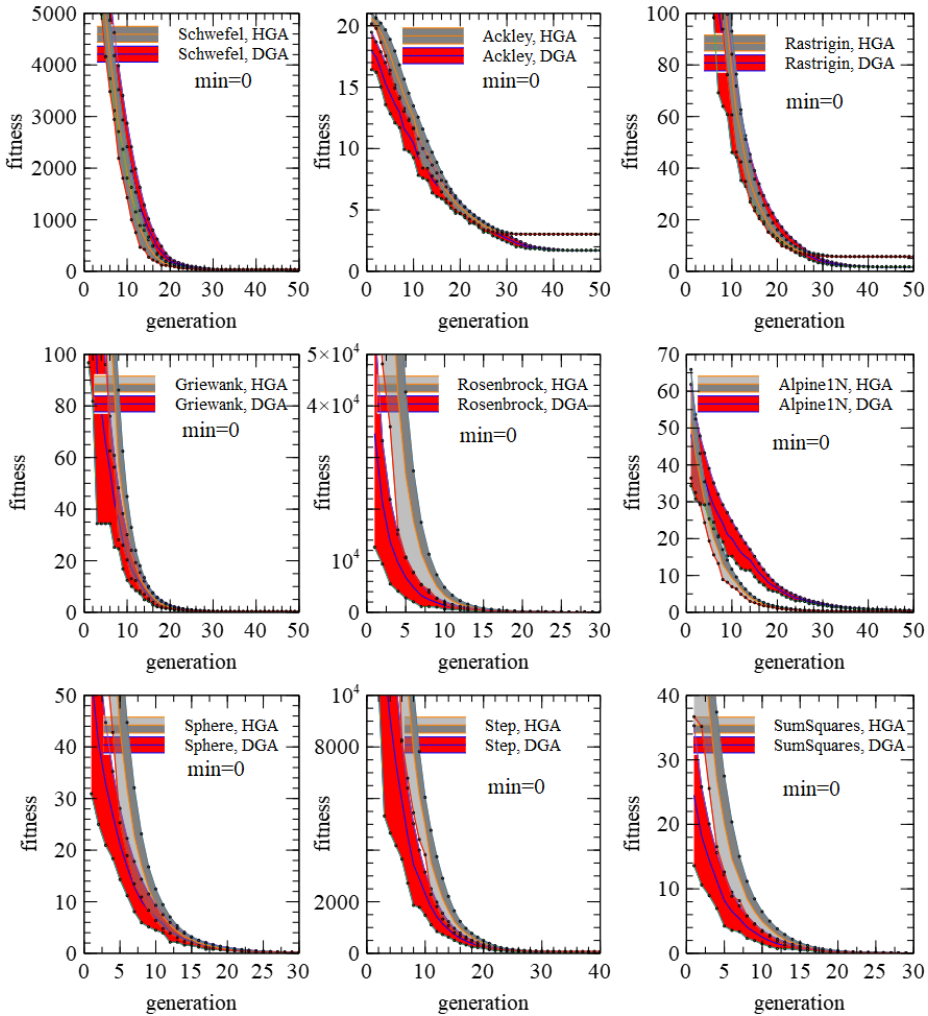 5000
4000
3000
2000
1000
0
fitness
Schwefel, HGA
Schwefel, DGA
min=0
0 10 20 30 40 50
generation
20
15
10
5
0
fitness
Ackley, HGA
Ackley, DGA
min=0
0 10 20 30 40 50
generation
100
80
60
40
20
0
fitness
Rastrigin, HGA
Rastrigin, DGA
min=0
0 10 20 30 40 50
generation
100
80
60
40
20
0
fitness
Griewank, HGA
Griewank, DGA
min=0
0 10 20 30 40 50
generation
5×10⁴
4×10⁴
10⁴
0
fitness
Rosenbrock, HGA
Rosenbrock, DGA
min=0
0 5 10 15 20 25 30
generation
70
60
50
40
30
20
10
0
fitness
Alpine1N, HGA
Alpine1N, DGA
min=0
0 10 20 30 40 50
generation
50
40
30
20
10
0
fitness
Sphere, HGA
Sphere, DGA
min=0
0 5 10 15 20 25 30
generation
10⁴
8000
2000
0
fitness
Step, HGA
Step, DGA
min=0
0 10 20 30 40
generation
40
30
20
10
0
fitness
SumSquares, HGA
SumSquares, DGA
min=0
0 5 10 15 20 25 30
generation